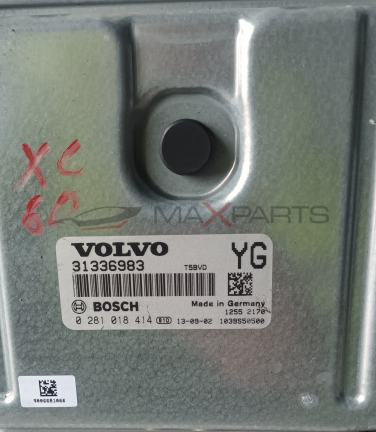 XC
60
MAXPARTS
VOLVO YG
31336983 T5BVD
Made in Germany
BOSCH 1255 2170
0 281 018 414 13-09-02 1039S50500